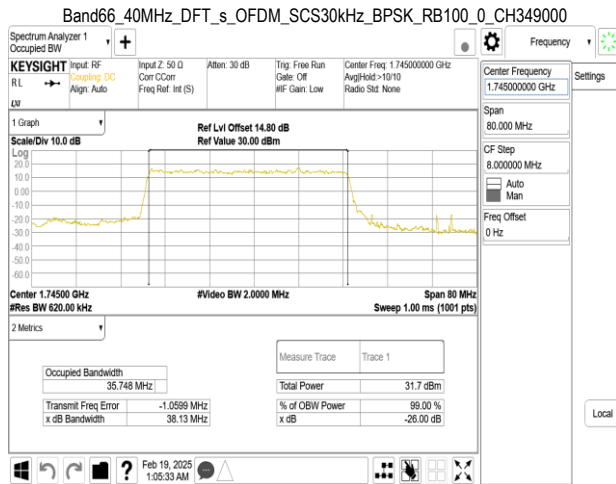 Band66_40MHz_DFT_s_OFDM_SCS30kHz_BPSK_RB100_0_CH349000
Spectrum Analyzer 1
Occupied BW
+
Frequency
KEYSIGHT
RL
LXI
Input: RF
Coupling: DC
Align: Auto
Input Z: 50 Ω
Corr CCorr
Freq Ref: Int (S)
Atten: 30 dB
Trig: Free Run
Gate: Off
#IF Gain: Low
Center Freq: 1.745000000 GHz
Avg|Hold:>10/10
Radio Std: None
Center Frequency
1.745000000 GHz
Settings
Span
80.000 MHz
CF Step
8.000000 MHz
Auto
Man
Freq Offset
0 Hz
Local
1 Graph
Scale/Div 10.0 dB
Ref Lvl Offset 14.80 dB
Ref Value 30.00 dBm
Log
20.0
10.0
0.00
-10.0
-20.0
-30.0
-40.0
-50.0
-60.0
Center 1.74500 GHz
#Res BW 620.00 kHz
#Video BW 2.0000 MHz
Span 80 MHz
Sweep 1.00 ms (1001 pts)
2 Metrics
Measure Trace Trace 1
Occupied Bandwidth
35.748 MHz
Total Power 31.7 dBm
Transmit Freq Error -1.0599 MHz
% of OBW Power 99.00 %
x dB Bandwidth 38.13 MHz
x dB -26.00 dB
?
Feb 19, 2025
1:05:33 AM